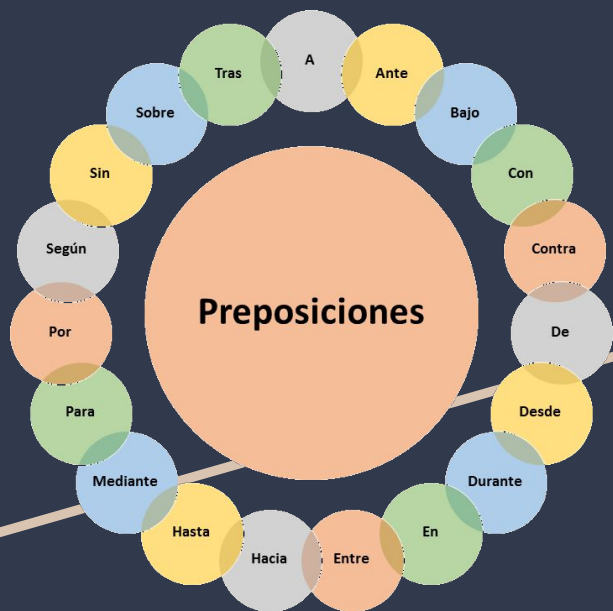 Preposiciones
A
Ante
Bajo
Con
Contra
De
Desde
Durante
En
Entre
Hacia
Hasta
Mediante
Para
Por
Según
Sin
Sobre
Tras